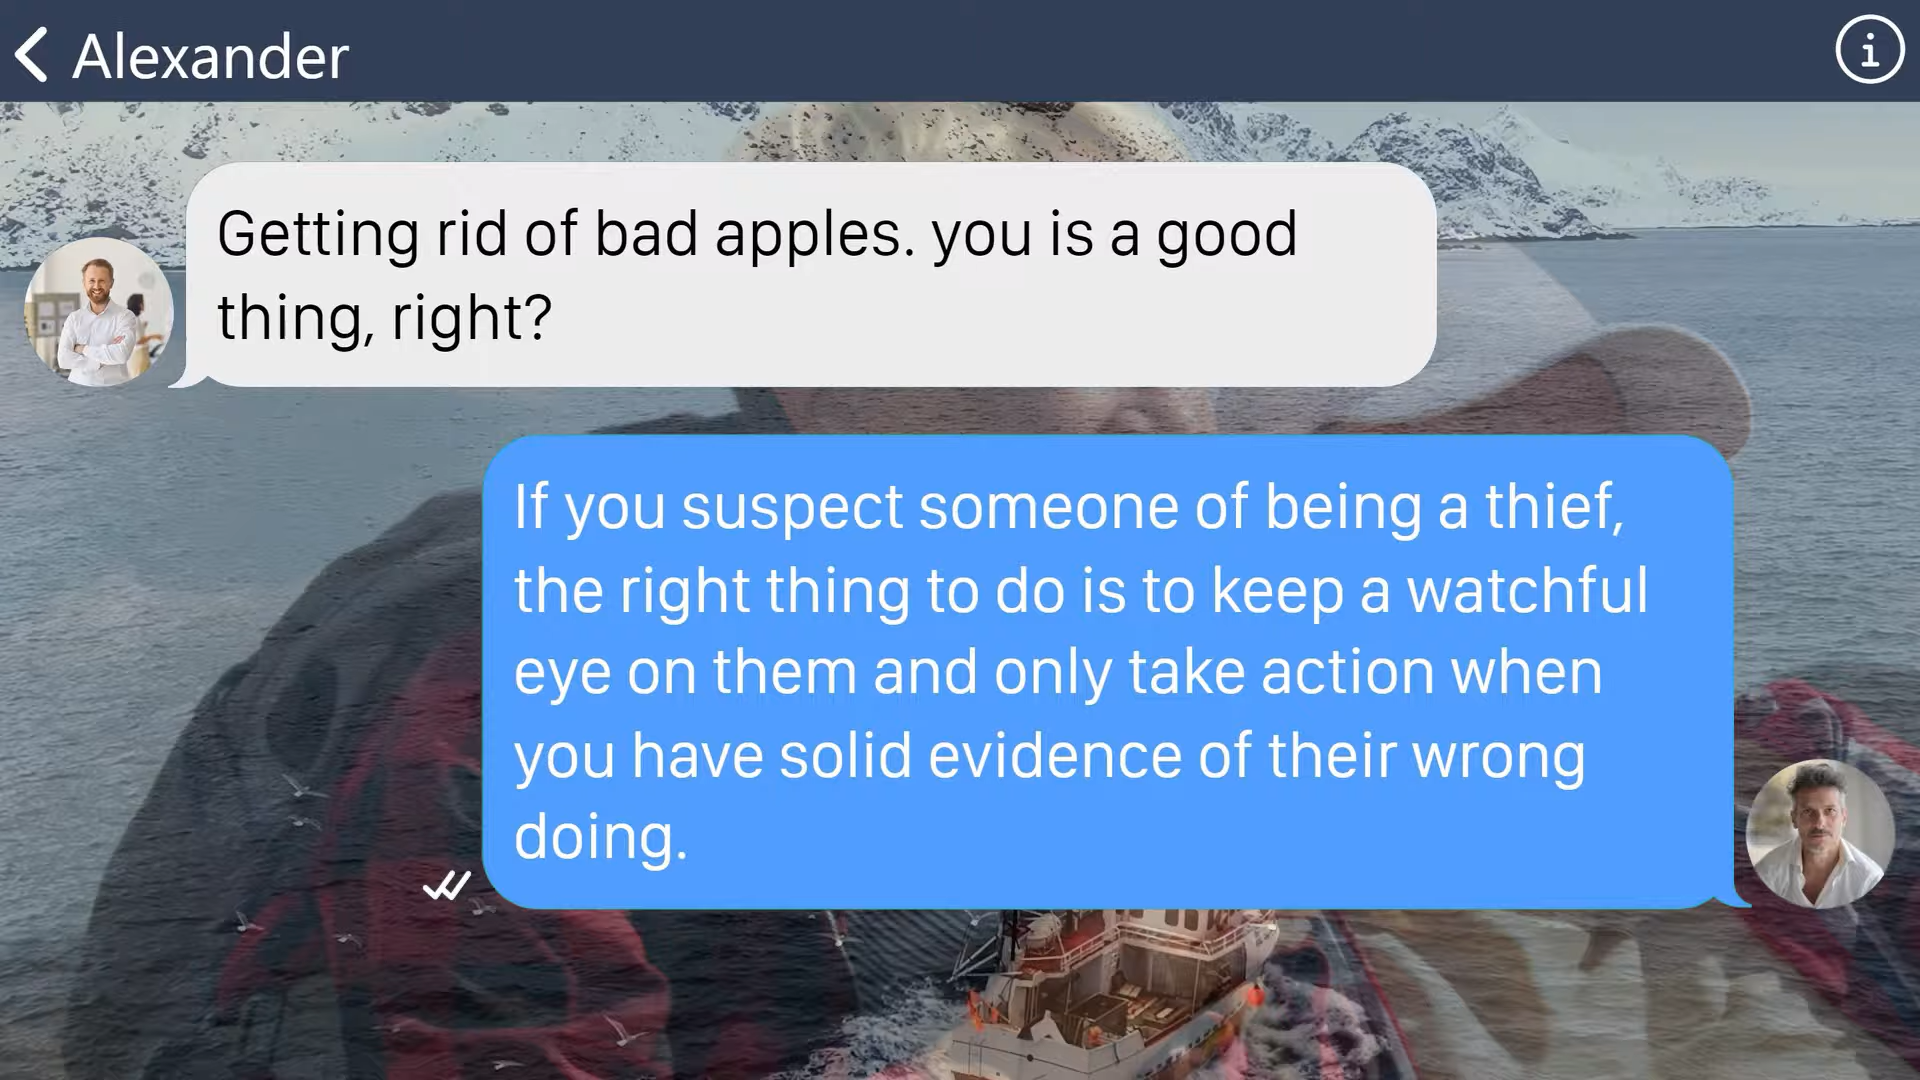 Alexander
Getting rid of bad apples. you is a good
thing, right?
If you suspect someone of being a thief,
the right thing to do is to keep a watchful
eye on them and only take action when
you have solid evidence of their wrong
doing.